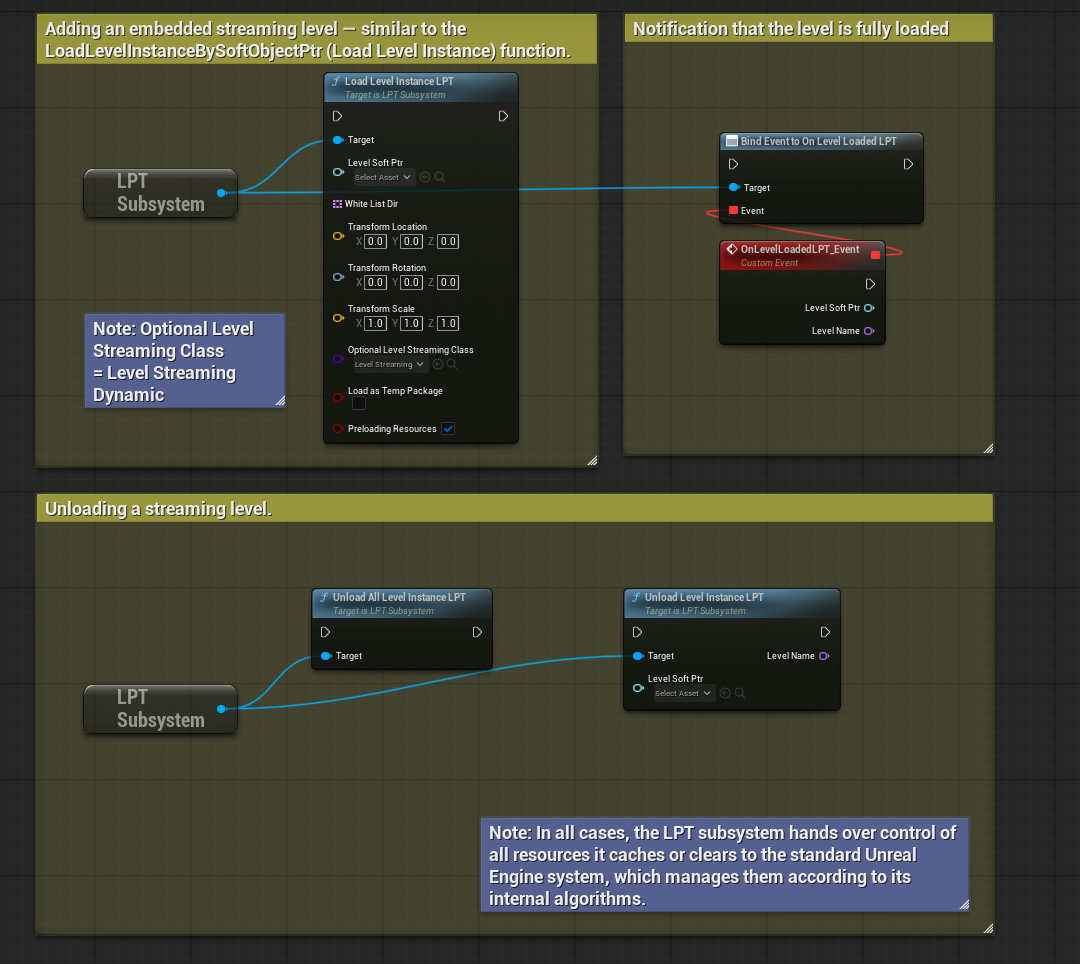 Adding an embedded streaming level — similar to the
LoadLevelInstanceBySoftObjectPtr (Load Level Instance) function.
Notification that the level is fully loaded
LPT
Subsystem
f Load Level Instance LPT
Target is LPT Subsystem
Target
Level Soft Ptr
Select Asset
White List Dir
Transform Location
X 0.0 Y 0.0 Z 0.0
Transform Rotation
X 0.0 Y 0.0 Z 0.0
Transform Scale
X 1.0 Y 1.0 Z 1.0
Optional Level Streaming Class
Level Streaming
Load as Temp Package
Preloading Resources
Note: Optional Level
Streaming Class
= Level Streaming
Dynamic
Bind Event to On Level Loaded LPT
Target
Event
OnLevelLoadedLPT_Event
Custom Event
Level Soft Ptr
Level Name
Unloading a streaming level.
LPT
Subsystem
f Unload All Level Instance LPT
Target is LPT Subsystem
Target
f Unload Level Instance LPT
Target is LPT Subsystem
Target Level Name
Level Soft Ptr
Select Asset
Note: In all cases, the LPT subsystem hands over control of
all resources it caches or clears to the standard Unreal
Engine system, which manages them according to its
internal algorithms.